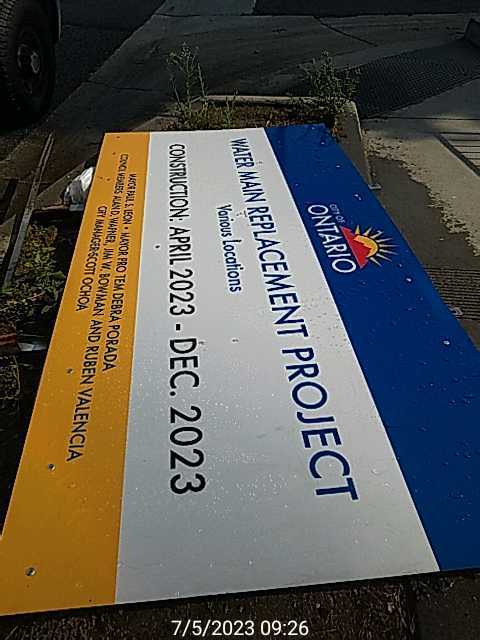 CITY OF
ONTARIO
WATER MAIN REPLACEMENT PROJECT
Various Locations
CONSTRUCTION: APRIL 2023 - DEC. 2023
MAYOR PAUL S. LEON • MAYOR PRO TEM DEBRA PORADA
COUNCIL MEMBERS ALAN D. WAPNER, JIM W. BOWMAN AND RUBEN VALENCIA
CITY MANAGER-SCOTT OCHOA
7/5/2023 09:26